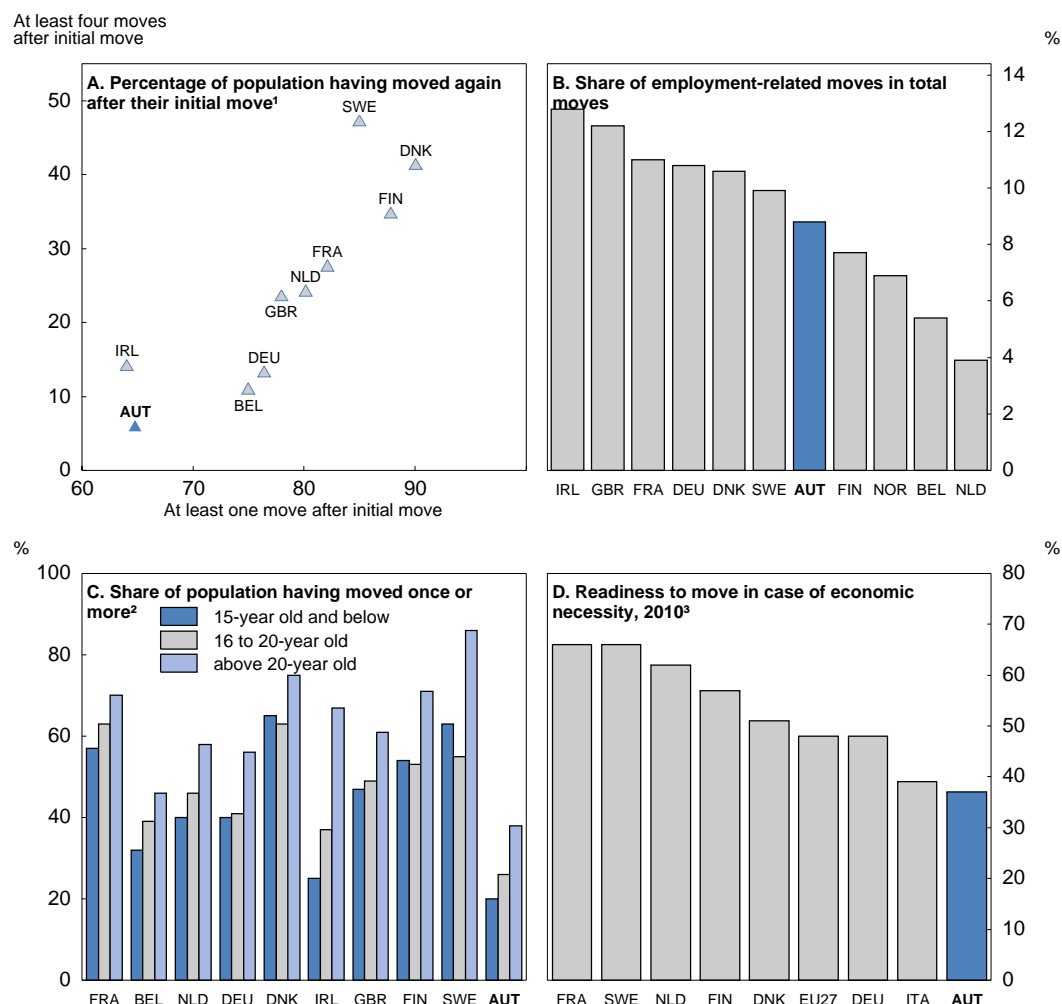 At least four moves
after initial move
%
A. Percentage of population having moved again
after their initial move¹
50
40
30
20
10
0
SWE
DNK
FIN
FRA
NLD
GBR
DEU
BEL
IRL
AUT
60 70 80 90
At least one move after initial move
B. Share of employment-related moves in total
moves
14
12
10
8
6
4
2
0
IRL GBR FRA DEU DNK SWE AUT FIN NOR BEL NLD
%
C. Share of population having moved once or
more²
15-year old and below
16 to 20-year old
above 20-year old
100
80
60
40
20
0
FRA BEL NLD DEU DNK IRL GBR FIN SWE AUT
%
D. Readiness to move in case of economic
necessity, 2010³
80
70
60
50
40
30
20
10
0
FRA SWE NLD FIN DNK EU27 DEU ITA AUT